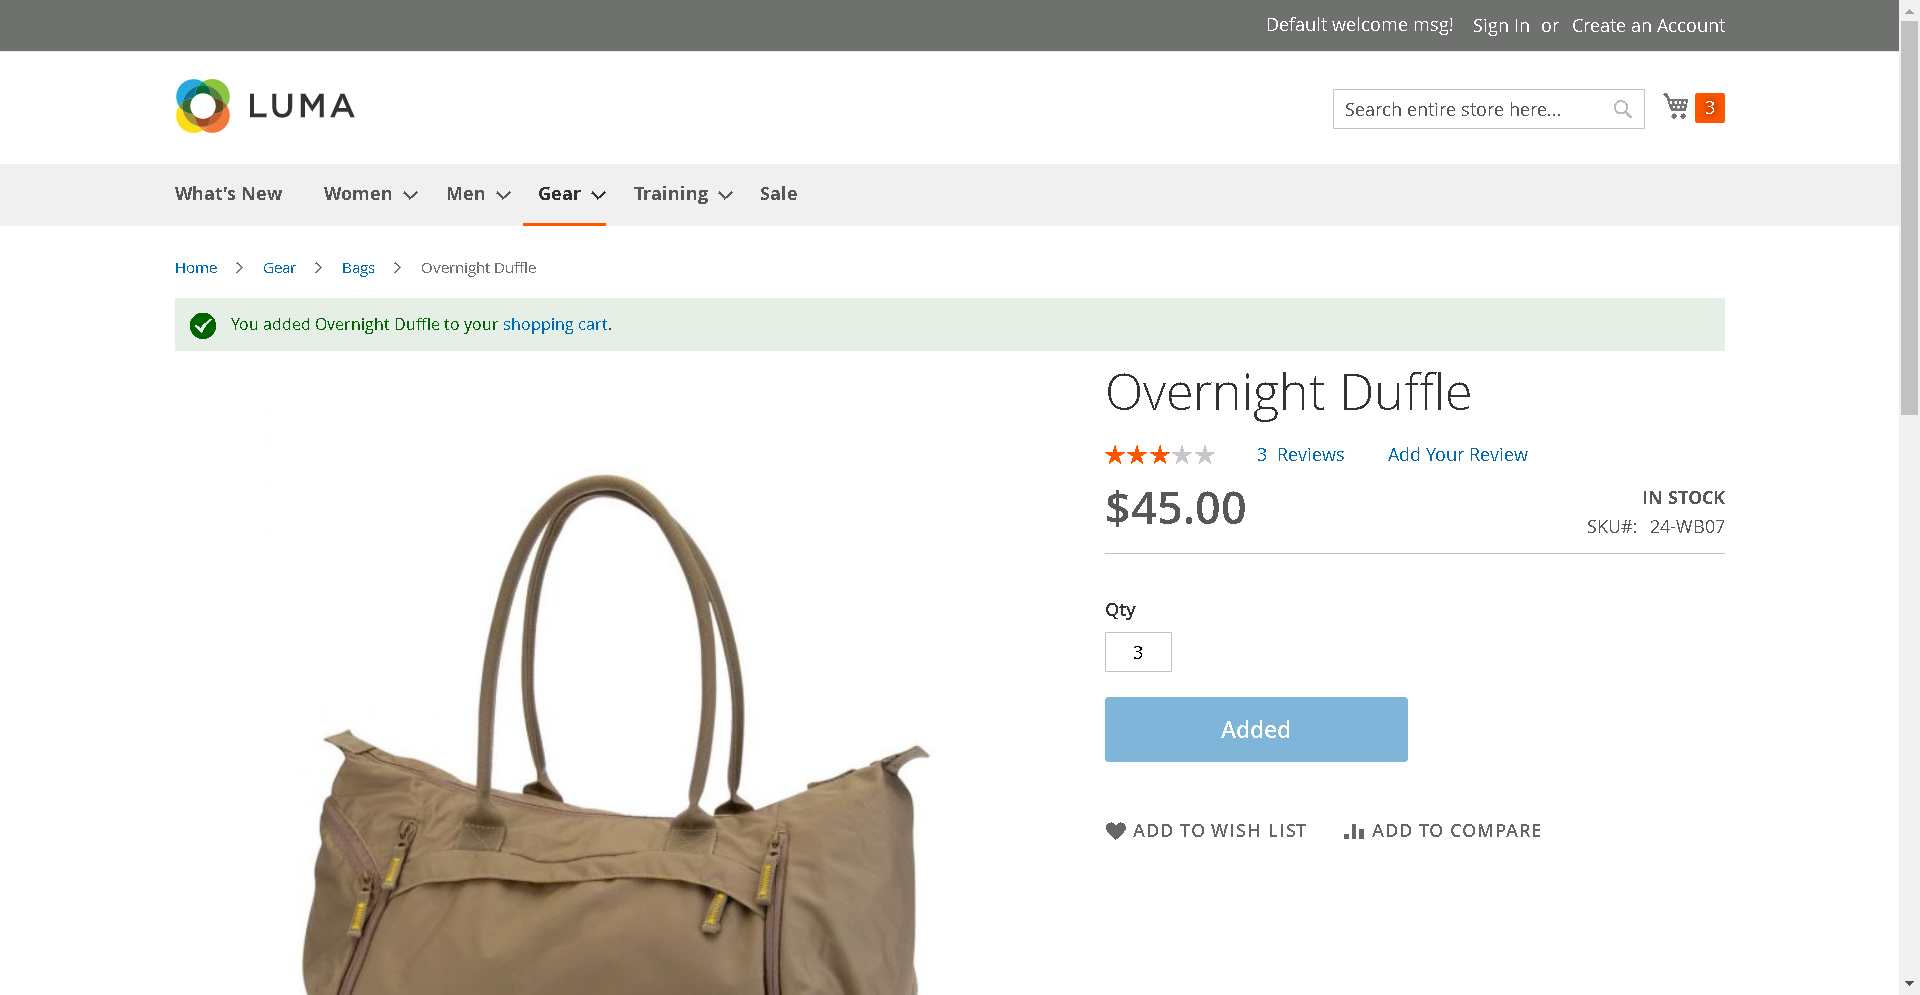 Default welcome msg! Sign In or Create an Account
LUMA
Search entire store here...
3
What's New Women Men Gear Training Sale
Home Gear Bags Overnight Duffle
You added Overnight Duffle to your shopping cart.
Overnight Duffle
3 Reviews Add Your Review
$45.00
IN STOCK
SKU#: 24-WB07
Qty
3
Added
ADD TO WISH LIST ADD TO COMPARE